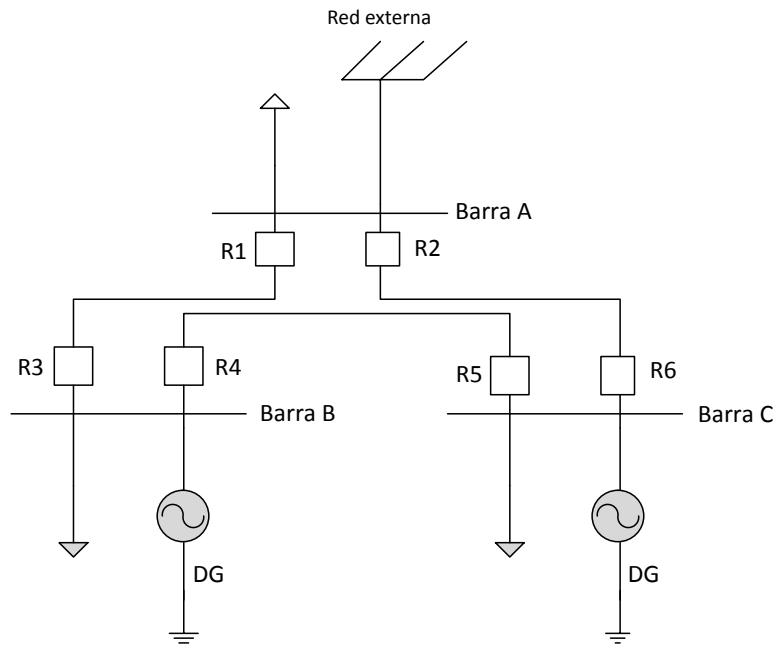 Red externa
Barra A
R1
R2
R3
R4
R5
R6
Barra B
Barra C
DG
DG